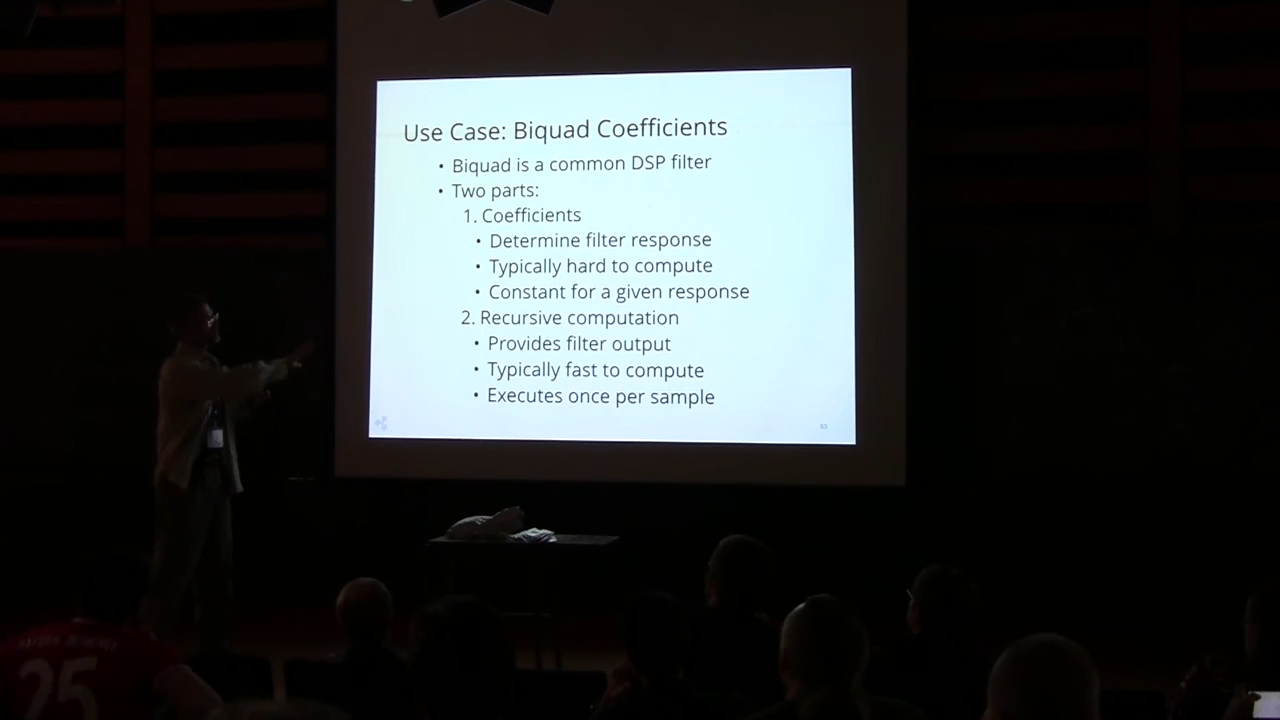 Use Case: Biquad Coefficients
• Biquad is a common DSP filter
• Two parts:
1. Coefficients
• Determine filter response
• Typically hard to compute
• Constant for a given response
2. Recursive computation
• Provides filter output
• Typically fast to compute
• Executes once per sample
63
25